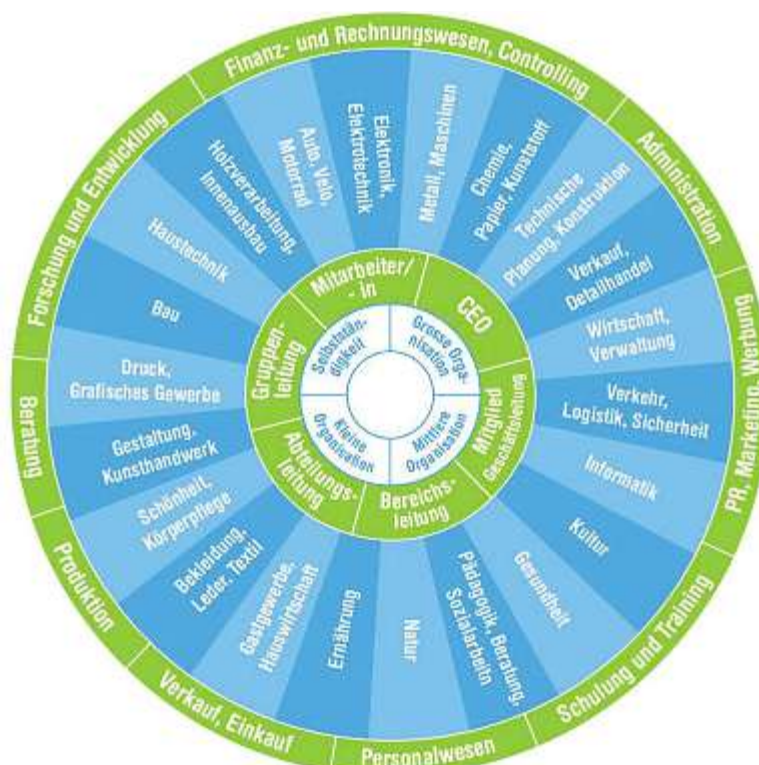 Finanz- und Rechnungswesen, Controlling
Administration
PR, Marketing, Werbung
Schulung und Training
Personalwesen
Verkauf, Einkauf
Produktion
Beratung
Forschung und Entwicklung
Elektronik,
Elektrotechnik
Metall, Maschinen
Chemie,
Papier, Kunststoff
Technische
Planung, Konstruktion
Verkauf,
Detailhandel
Wirtschaft,
Verwaltung
Verkehr,
Logistik, Sicherheit
Informatik
Kultur
Gesundheit
Pädagogik, Beratung,
Sozialarbeitn
Natur
Ernährung
Gastgewerbe,
Hauswirtschaft
Bekleidung,
Leder, Textil
Schönheit,
Körperpflege
Gestaltung,
Kunsthandwerk
Druck,
Grafisches Gewerbe
Bau
Haustechnik
Holzverarbeitung,
Innenausbau
Auto, Velo,
Motorrad
Mitarbeiter/
- in
CEO
Mitglied
Geschäftsleitung
Bereichs-
leitung
Abteilungs-
leitung
Gruppen-
leitung
Selbststän-
digkeit
Grosse Orga-
nisation
Mittlere
Organisation
Kleine
Organisation